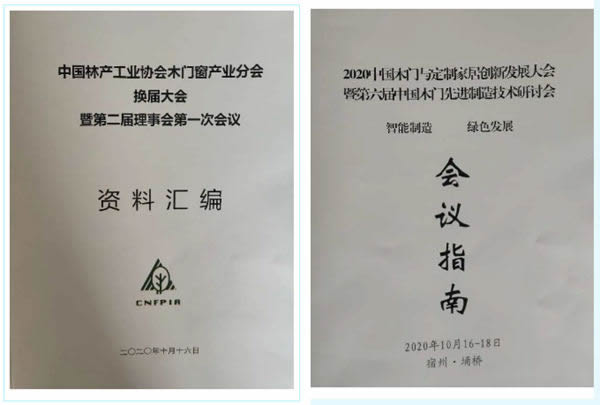 中国林产工业协会木门窗产业分会
换届大会
暨第二届理事会第一次会议
资料汇编
CNFPIA
二〇二〇年十月十六日
2020中国木门与定制家居创新发展大会
暨第六届中国木门先进制造技术研讨会
智能制造 绿色发展
会议指南
2020年10月16-18日
宿州·埇桥